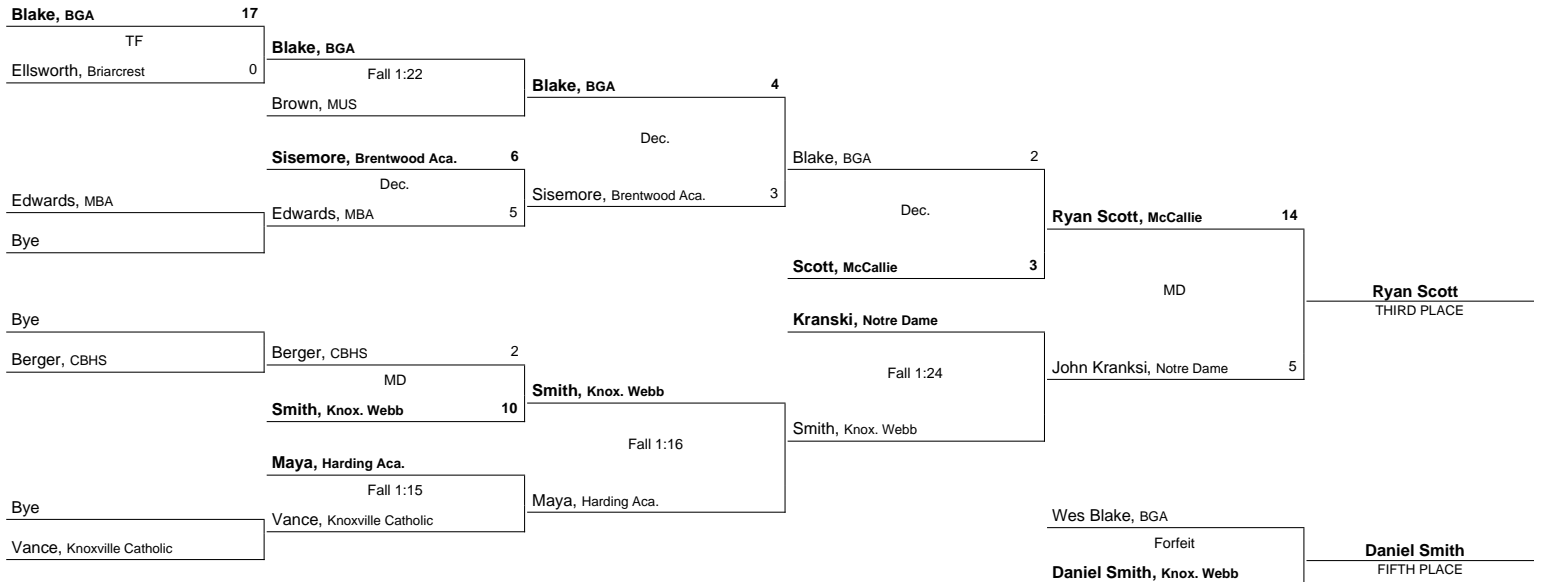 Blake, BGA 17
TF
Ellsworth, Briarcrest 0
Edwards, MBA
Bye
Bye
Berger, CBHS
Bye
Vance, Knoxville Catholic
Blake, BGA
Fall 1:22
Brown, MUS
Sisemore, Brentwood Aca. 6
Dec.
Edwards, MBA 5
Berger, CBHS 2
MD
Smith, Knox. Webb 10
Maya, Harding Aca.
Fall 1:15
Vance, Knoxville Catholic
Blake, BGA 4
Dec.
Sisemore, Brentwood Aca. 3
Smith, Knox. Webb
Fall 1:16
Maya, Harding Aca.
Blake, BGA 2
Dec.
Scott, McCallie 3
Kranski, Notre Dame
Fall 1:24
Smith, Knox. Webb
Ryan Scott, McCallie 14
MD
John Kranksi, Notre Dame 5
Ryan Scott
THIRD PLACE
Wes Blake, BGA
Forfeit
Daniel Smith, Knox. Webb
Daniel Smith
FIFTH PLACE